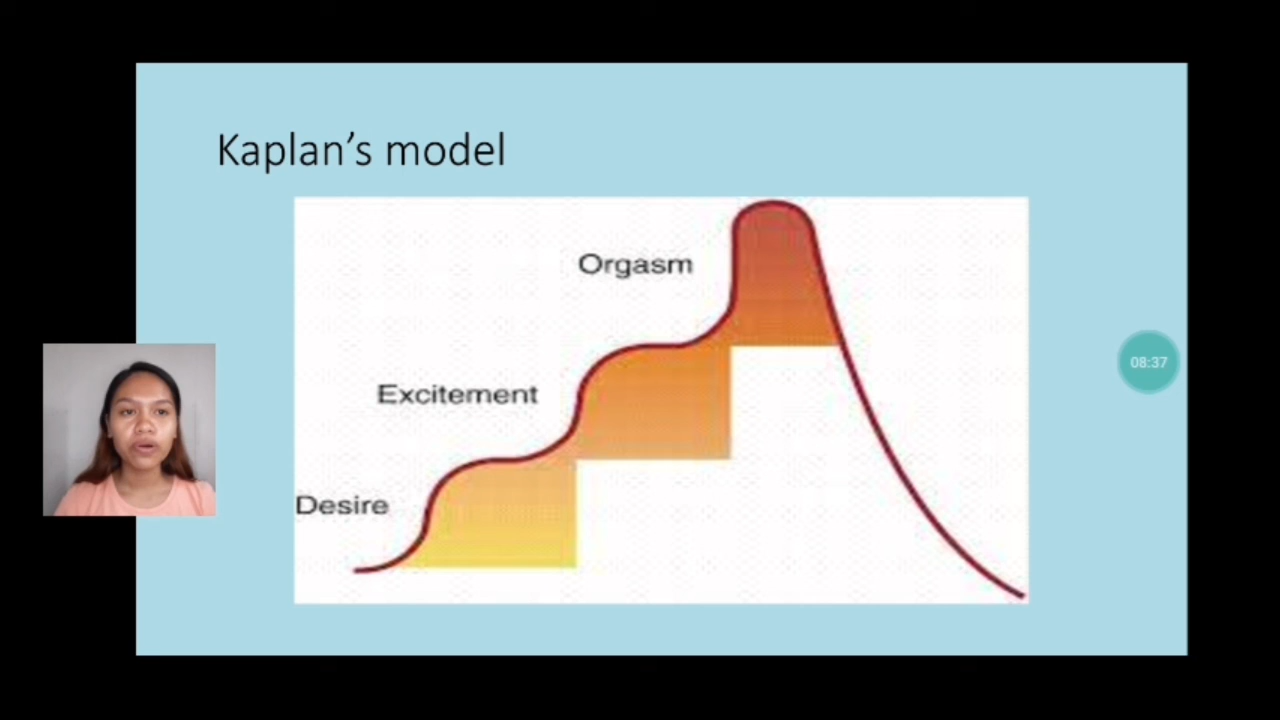 Kaplan’s model
Orgasm
Excitement
Desire
08:37